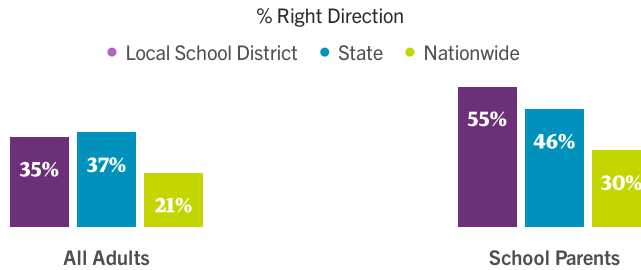 % Right Direction
Local School District State Nationwide
35% 37% 21% 55% 46% 30%
All Adults School Parents